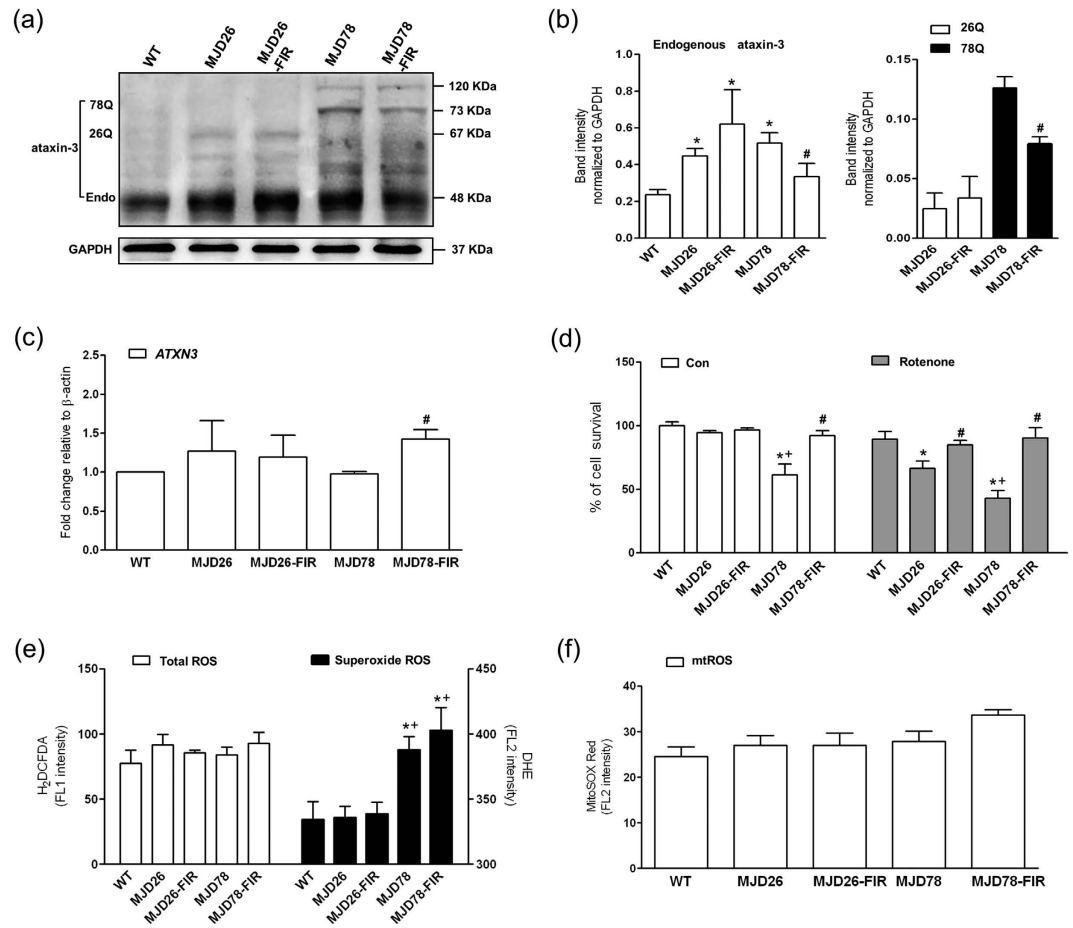 (a)
WT
MJD26
MJD26
-FIR
MJD78
MJD78
-FIR
120 KDa
78Q
73 KDa
26Q
67 KDa
ataxin-3
Endo
48 KDa
GAPDH
37 KDa
(b)
Endogenous ataxin-3
Band intensity
normalized to GAPDH
0.8
0.6
0.4
0.2
0.0
*
*
*
#
WT
MJD26
MJD26-FIR
MJD78
MJD78-FIR
26Q
78Q
Band intensity
normalized to GAPDH
0.15
0.10
0.05
0.00
#
MJD26
MJD26-FIR
MJD78
MJD78-FIR
(c)
ATXN3
Fold change relative to β-actin
2.5
2.0
1.5
1.0
0.5
0.0
#
WT
MJD26
MJD26-FIR
MJD78
MJD78-FIR
(d)
Con
Rotenone
% of cell survival
150
100
50
0
*+
#
*
#
*+
#
WT
MJD26
MJD26-FIR
MJD78
MJD78-FIR
WT
MJD26
MJD26-FIR
MJD78
MJD78-FIR
(e)
Total ROS
Superoxide ROS
H2DCFDA
(FL1 intensity)
150
100
50
0
*+
*+
450
400
350
300
DHE
(FL2 intensity)
WT
MJD26
MJD26-FIR
MJD78
MJD78-FIR
WT
MJD26
MJD26-FIR
MJD78
MJD78-FIR
(f)
mtROS
MitoSOX Red
(FL2 intensity)
40
30
20
10
0
WT
MJD26
MJD26-FIR
MJD78
MJD78-FIR